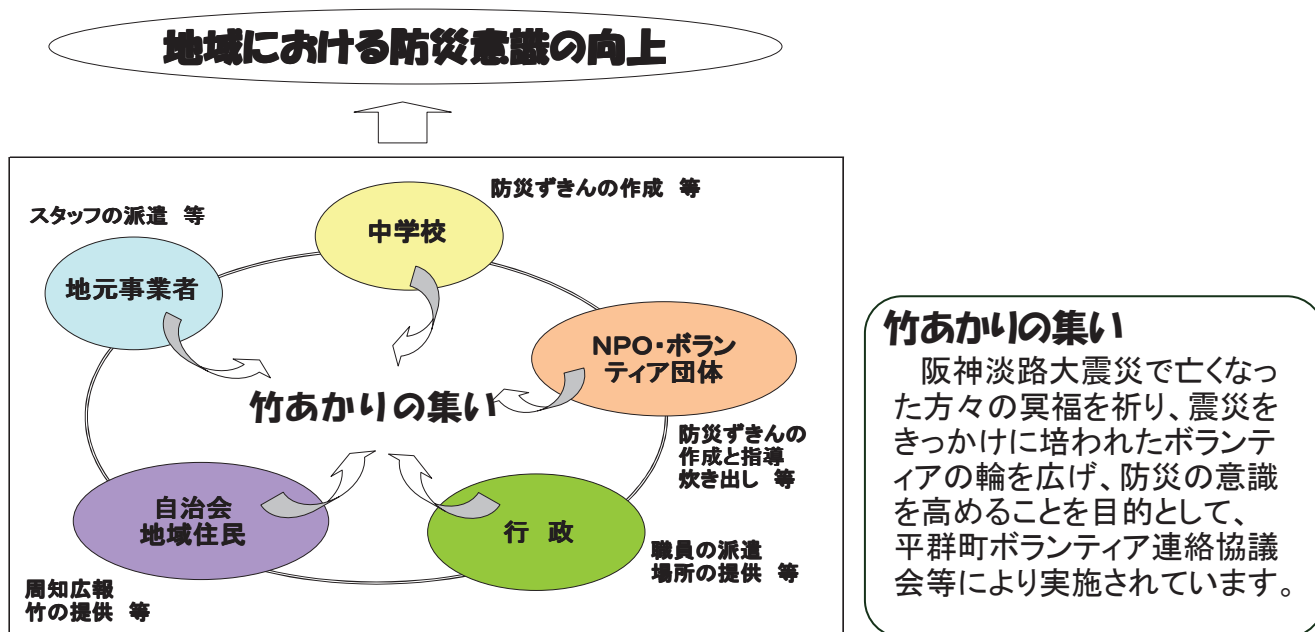 地域における防災意識の向上
防災ずきんの作成 等
スタッフの派遣 等
中学校
地元事業者
NPO・ボラン
ティア団体
竹あかりの集い
防災ずきんの
作成と指導
炊き出し 等
自治会
地域住民
行 政
職員の派遣
場所の提供 等
周知広報
竹の提供 等
竹あかりの集い
阪神淡路大震災で亡くなっ
た方々の冥福を祈り、震災を
きっかけに培われたボランテ
ィアの輪を広げ、防災の意識
を高めることを目的として、
平群町ボランティア連絡協議
会等により実施されています。